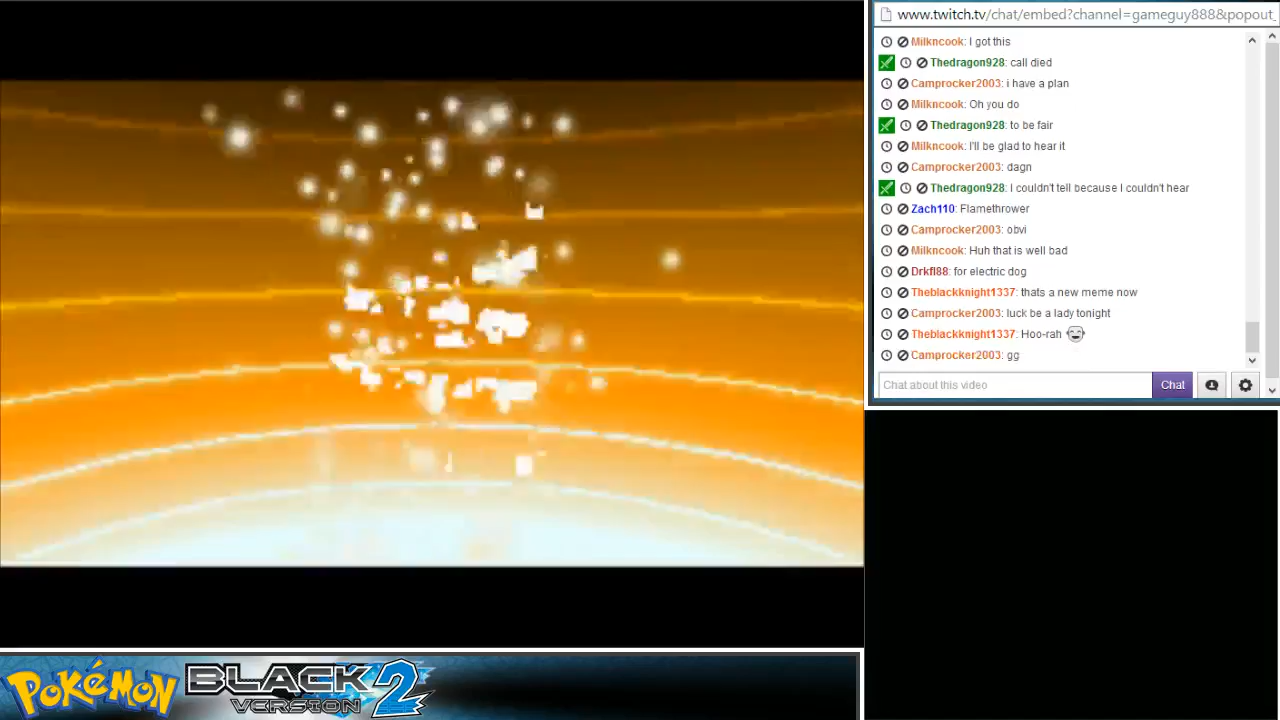 www.twitch.tv/chat/embed?channel=gameguy888&popout_
Milkncook: I got this
Thedragon928: call died
Camprocker2003: i have a plan
Milkncook: Oh you do
Thedragon928: to be fair
Milkncook: I'll be glad to hear it
Camprocker2003: dagn
Thedragon928: I couldn't tell because I couldn't hear
Zach110: Flamethrower
Camprocker2003: obvi
Milkncook: Huh that is well bad
Drkfl88: for electric dog
Theblackknight1337: thats a new meme now
Camprocker2003: luck be a lady tonight
Theblackknight1337: Hoo-rah
Camprocker2003: gg
Chat about this video
Chat
POKéMON
BLACK 2
VERSION